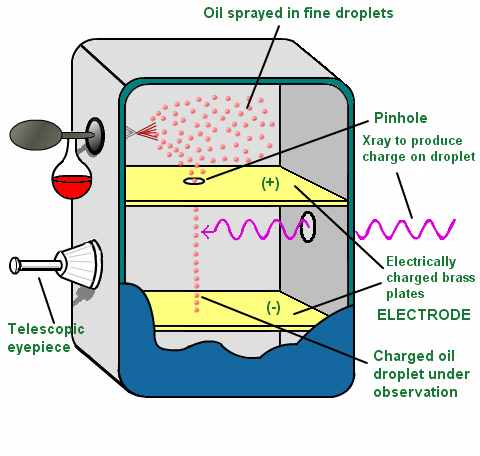 Oil sprayed in fine droplets
Pinhole
Xray to produce
charge on droplet
(+)
Electrically
charged brass
plates
(-)
ELECTRODE
Telescopic
eyepiece
Charged oil
droplet under
observation